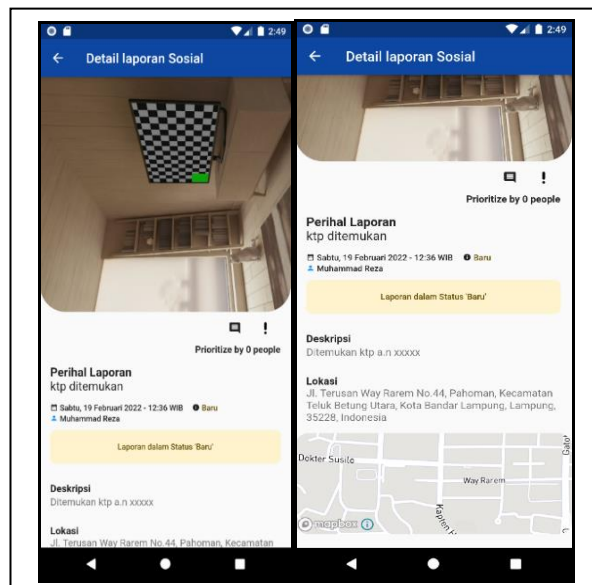 2:49
Detail laporan Sosial
Prioritize by 0 people
Perihal Laporan
ktp ditemukan
Sabtu, 19 Februari 2022 - 12:36 WIB Baru
Muhammad Reza
Laporan dalam Status 'Baru'
Deskripsi
Ditemukan ktp a.n xxxxx
Lokasi
Jl. Terusan Way Rarem No.44, Pahoman, Kecamatan
2:49
Detail laporan Sosial
Prioritize by 0 people
Perihal Laporan
ktp ditemukan
Sabtu, 19 Februari 2022 - 12:36 WIB Baru
Muhammad Reza
Laporan dalam Status 'Baru'
Deskripsi
Ditemukan ktp a.n xxxxx
Lokasi
Jl. Terusan Way Rarem No.44, Pahoman, Kecamatan
Teluk Betung Utara, Kota Bandar Lampung, Lampung,
35228, Indonesia
Dokter Susilo
Way Rarem
mapbox